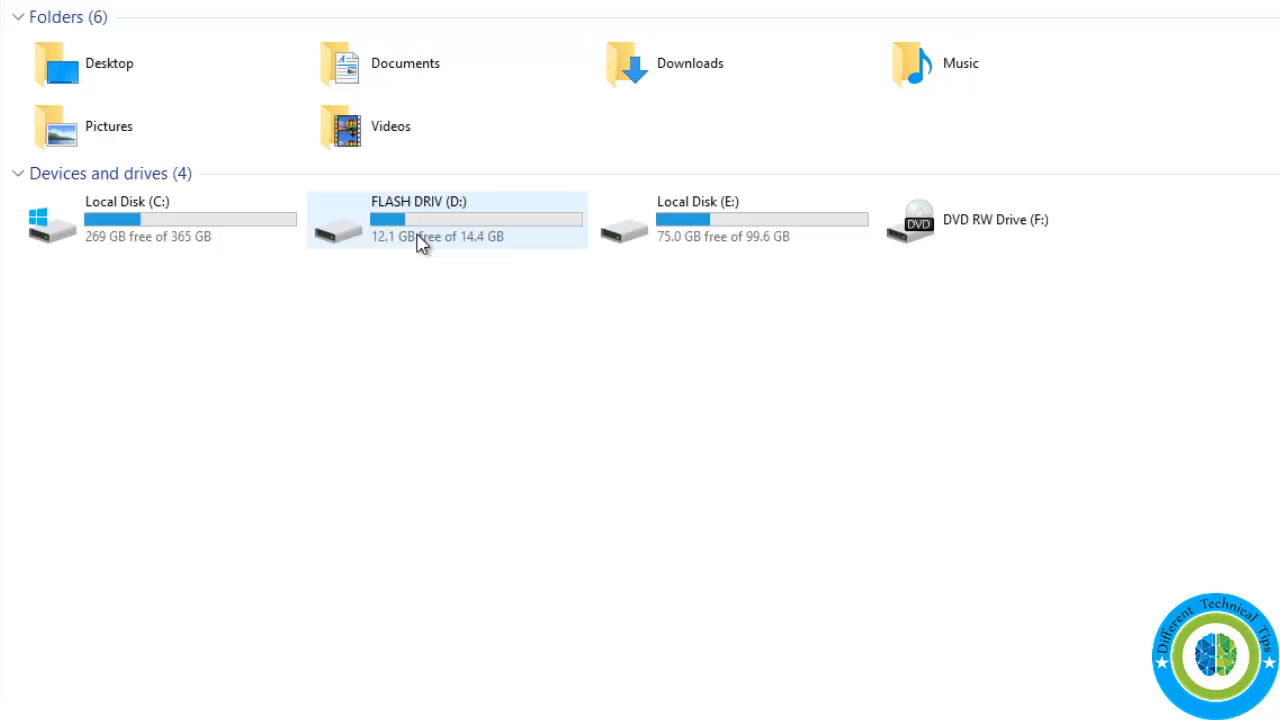 Folders (6)
Desktop
Documents
Downloads
Music
Pictures
Videos
Devices and drives (4)
Local Disk (C:)
269 GB free of 365 GB
FLASH DRIV (D:)
12.1 GB free of 14.4 GB
Local Disk (E:)
75.0 GB free of 99.6 GB
DVD
DVD RW Drive (F:)
Different Technical Tips